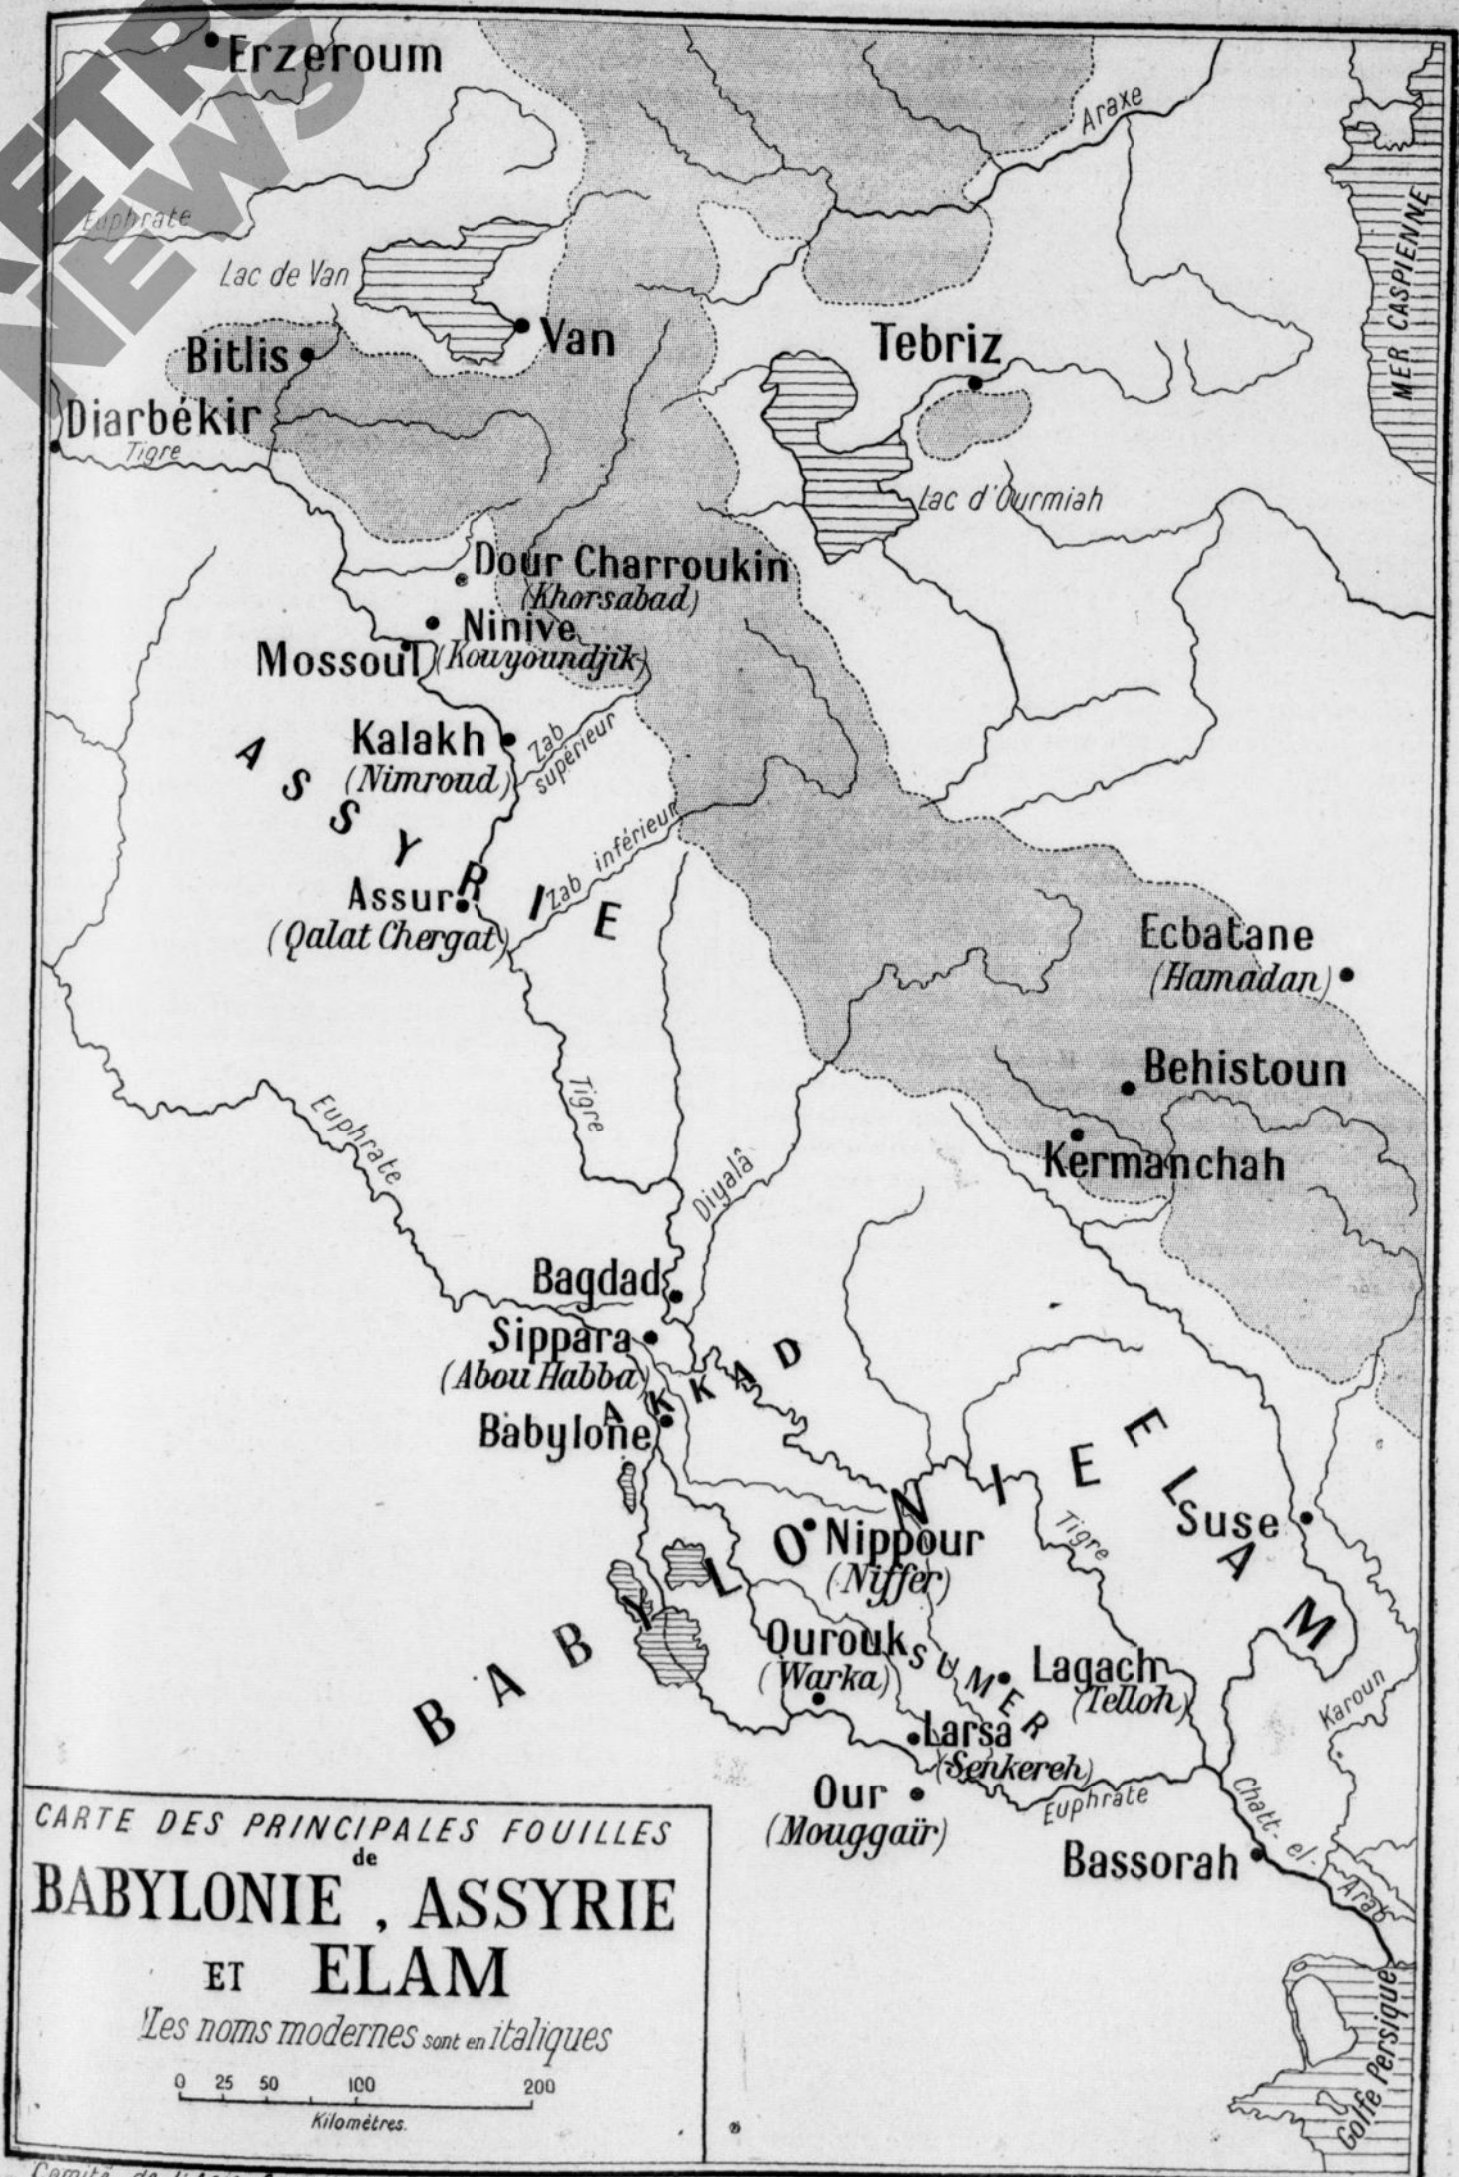 RETRO
NEWS
Erzeroum
Araxe
Euphrate
MER CASPIENNE
Lac de Van
Van
Tebriz
Bitlis
Diarbékir
Tigre
Lac d'Ourmiah
Dour Charroukin
(Khorsabad)
Ninive
Mossoul (Kouyoundjik)
Kalakh
(Nimroud)
Zab
supérieur
ASSYRIE
Zab inférieur
Assur
(Qalat Chergat)
Ecbatane
(Hamadan)
Behistoun
Kermanchah
Tigre
Euphrate
Diyalâ
Bagdad
Sippara
(Abou Habba)
AKKAD
Babylone
BABYLONIE
ELAM
Suse
Tigre
Nippour
(Niffer)
Ourouk
(Warka)
SUMER
Lagach
(Telloh)
Karoun
Larsa
(Senkereh)
Our
(Mouggaïr)
Euphrate
Chatt-el-Arab
Bassorah
Golfe Persique
CARTE DES PRINCIPALES FOUILLES
de
BABYLONIE, ASSYRIE
ET ELAM
Les noms modernes sont en italiques
0 25 50 100 200
Kilomètres.
Comité de